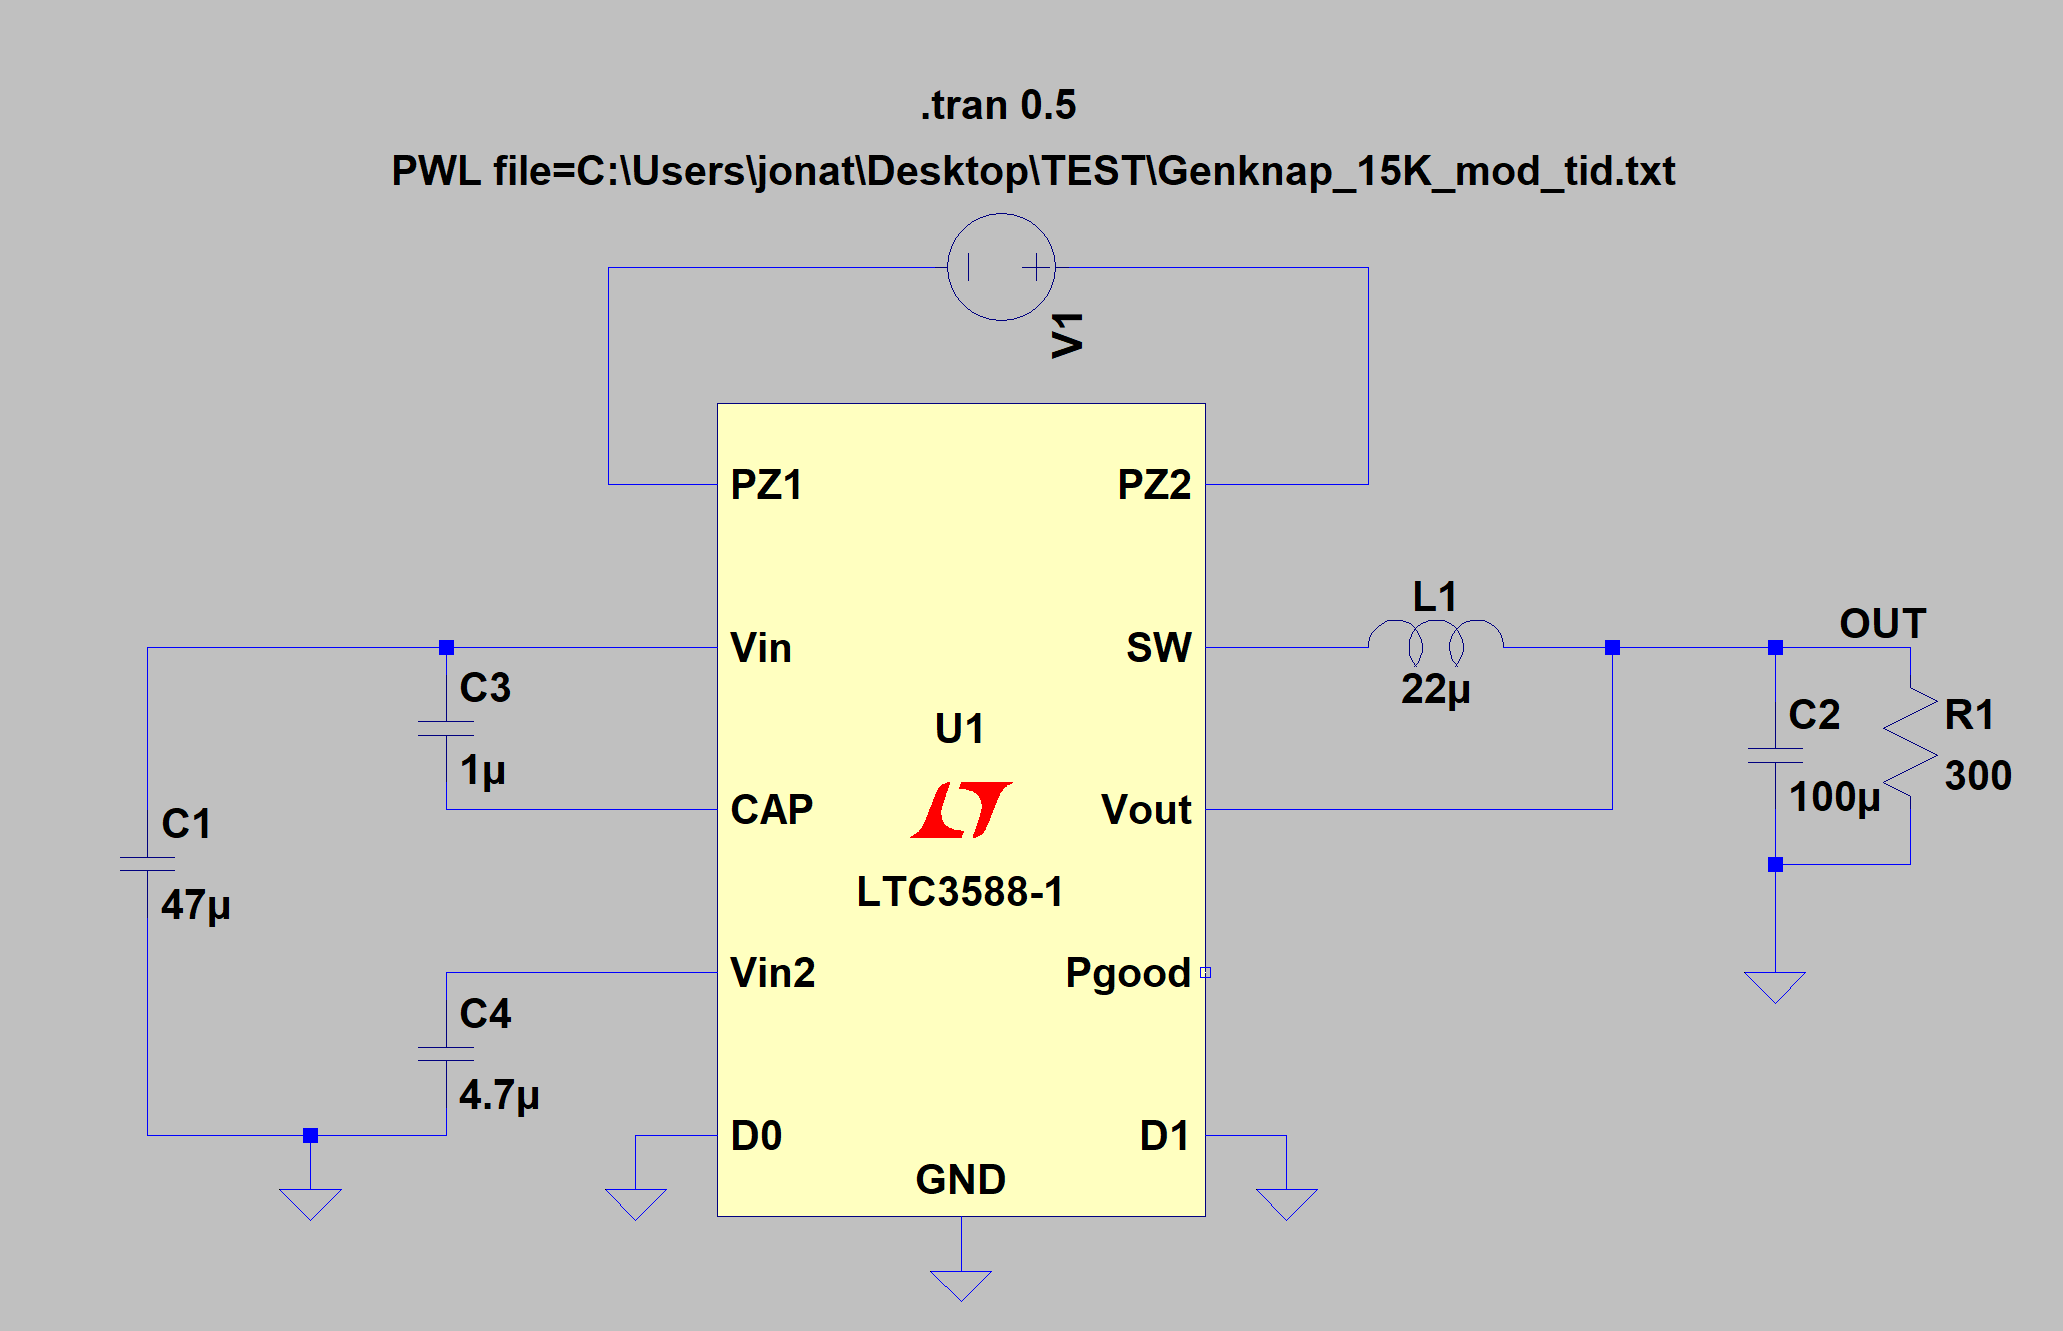 .tran 0.5
PWL file=C:\Users\jonat\Desktop\TEST\Genknap_15K_mod_tid.txt
V1
PZ1
PZ2
Vin
SW
L1
22µ
OUT
C3
1µ
U1
C2
100µ
R1
300
C1
47µ
CAP
Vout
LTC3588-1
Vin2
Pgood
C4
4.7µ
D0
D1
GND